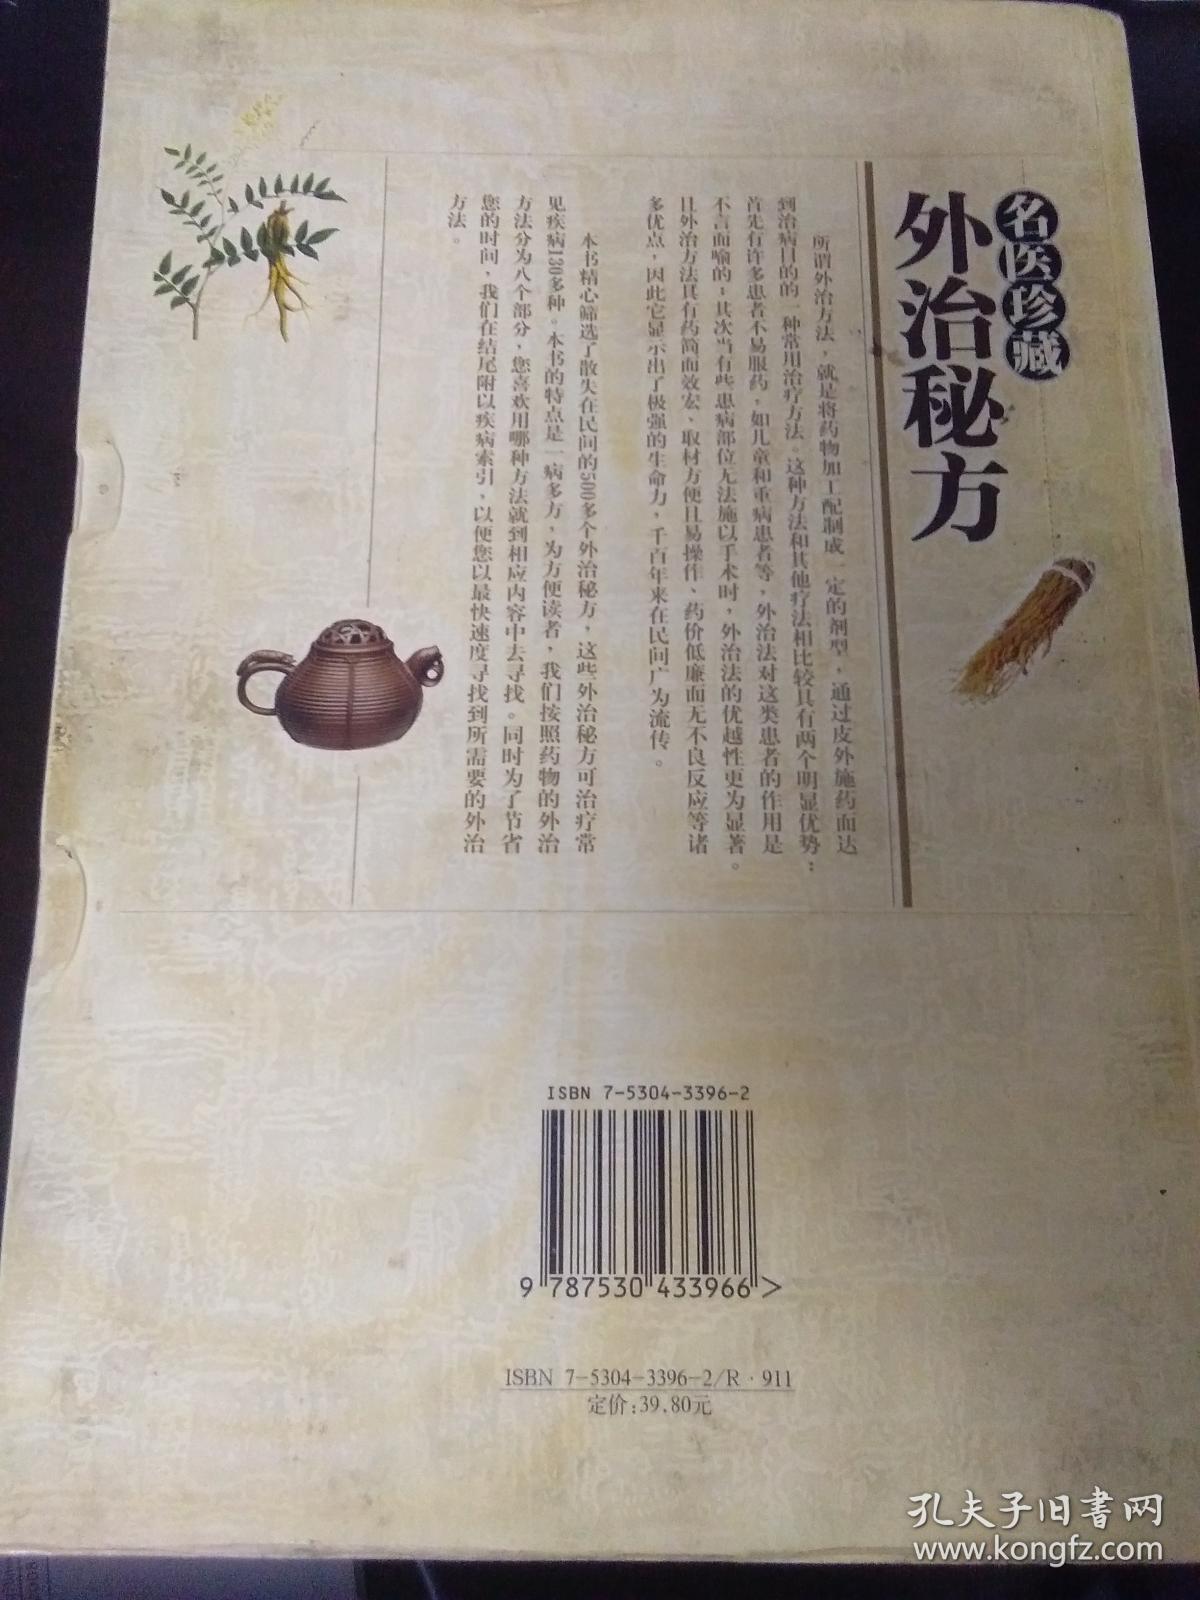 名医珍藏
外治秘方
所谓外治方法，就是将药物加工配制成一定的剂型，通过皮外施药而达
到治病目的的一种常用治疗方法。这种方法和其他疗法相比较具有两个明显优势：
首先有许多患者不易服药，如儿童和重病患者等，外治法对这类患者的作用是
不言而喻的；其次当有些患病部位无法施以手术时，外治法的优越性更为显著。
且外治方法具有药简而效宏、取材方便且易操作、药价低廉而无不良反应等诸
多优点，因此它显示出了极强的生命力，千百年来在民间广为流传。
本书精心筛选了散失在民间的500多个外治秘方，这些外治秘方可治疗常
见疾病130多种。本书的特点是一病多方，为方便读者，我们按照药物的外治
方法分为八个部分，您喜欢用哪种方法就到相应内容中去寻找。同时为了节省
您的时间，我们在结尾附以疾病索引，以便您以最快速度寻找到所需要的外治
方法。
ISBN 7-5304-3396-2
9 787530 433966 >
ISBN 7-5304-3396-2/R·911
定价:39.80元
孔夫子旧书网
www.kongfz.com